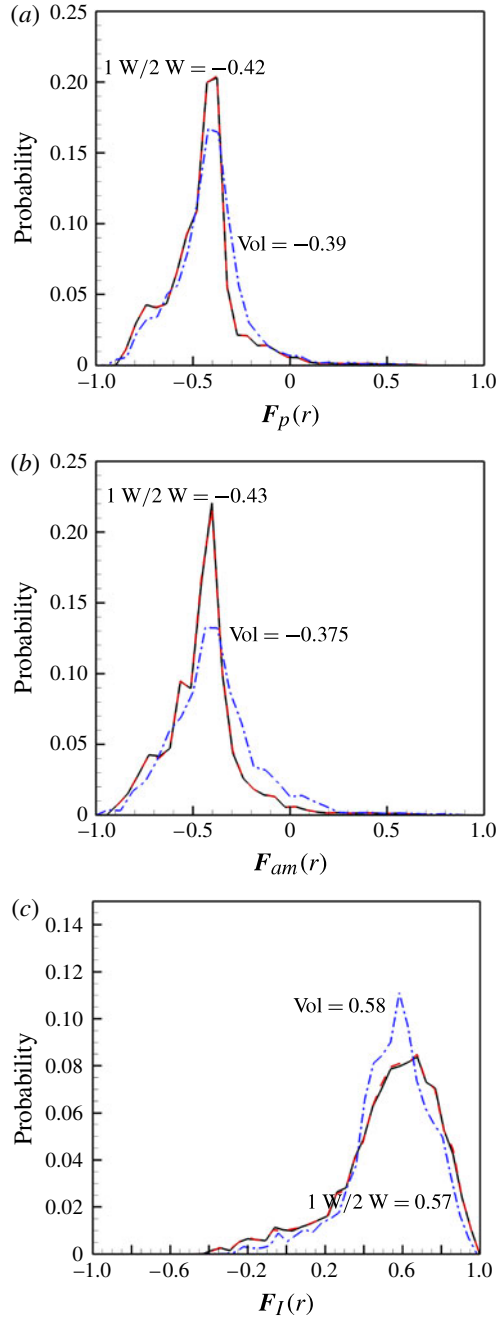 (a)
0.25
0.20
0.15
0.10
0.05
0
Probability
1 W/2 W = −0.42
Vol = −0.39
−1.0 −0.5 0 0.5 1.0
F_p(r)
(b)
0.25
0.20
0.15
0.10
0.05
0
Probability
1 W/2 W = −0.43
Vol = −0.375
−1.0 −0.5 0 0.5 1.0
F_am(r)
(c)
0.14
0.12
0.10
0.08
0.06
0.04
0.02
0
Probability
Vol = 0.58
1 W/2 W = 0.57
−1.0 −0.6 −0.2 0.2 0.6 1.0
F_I(r)